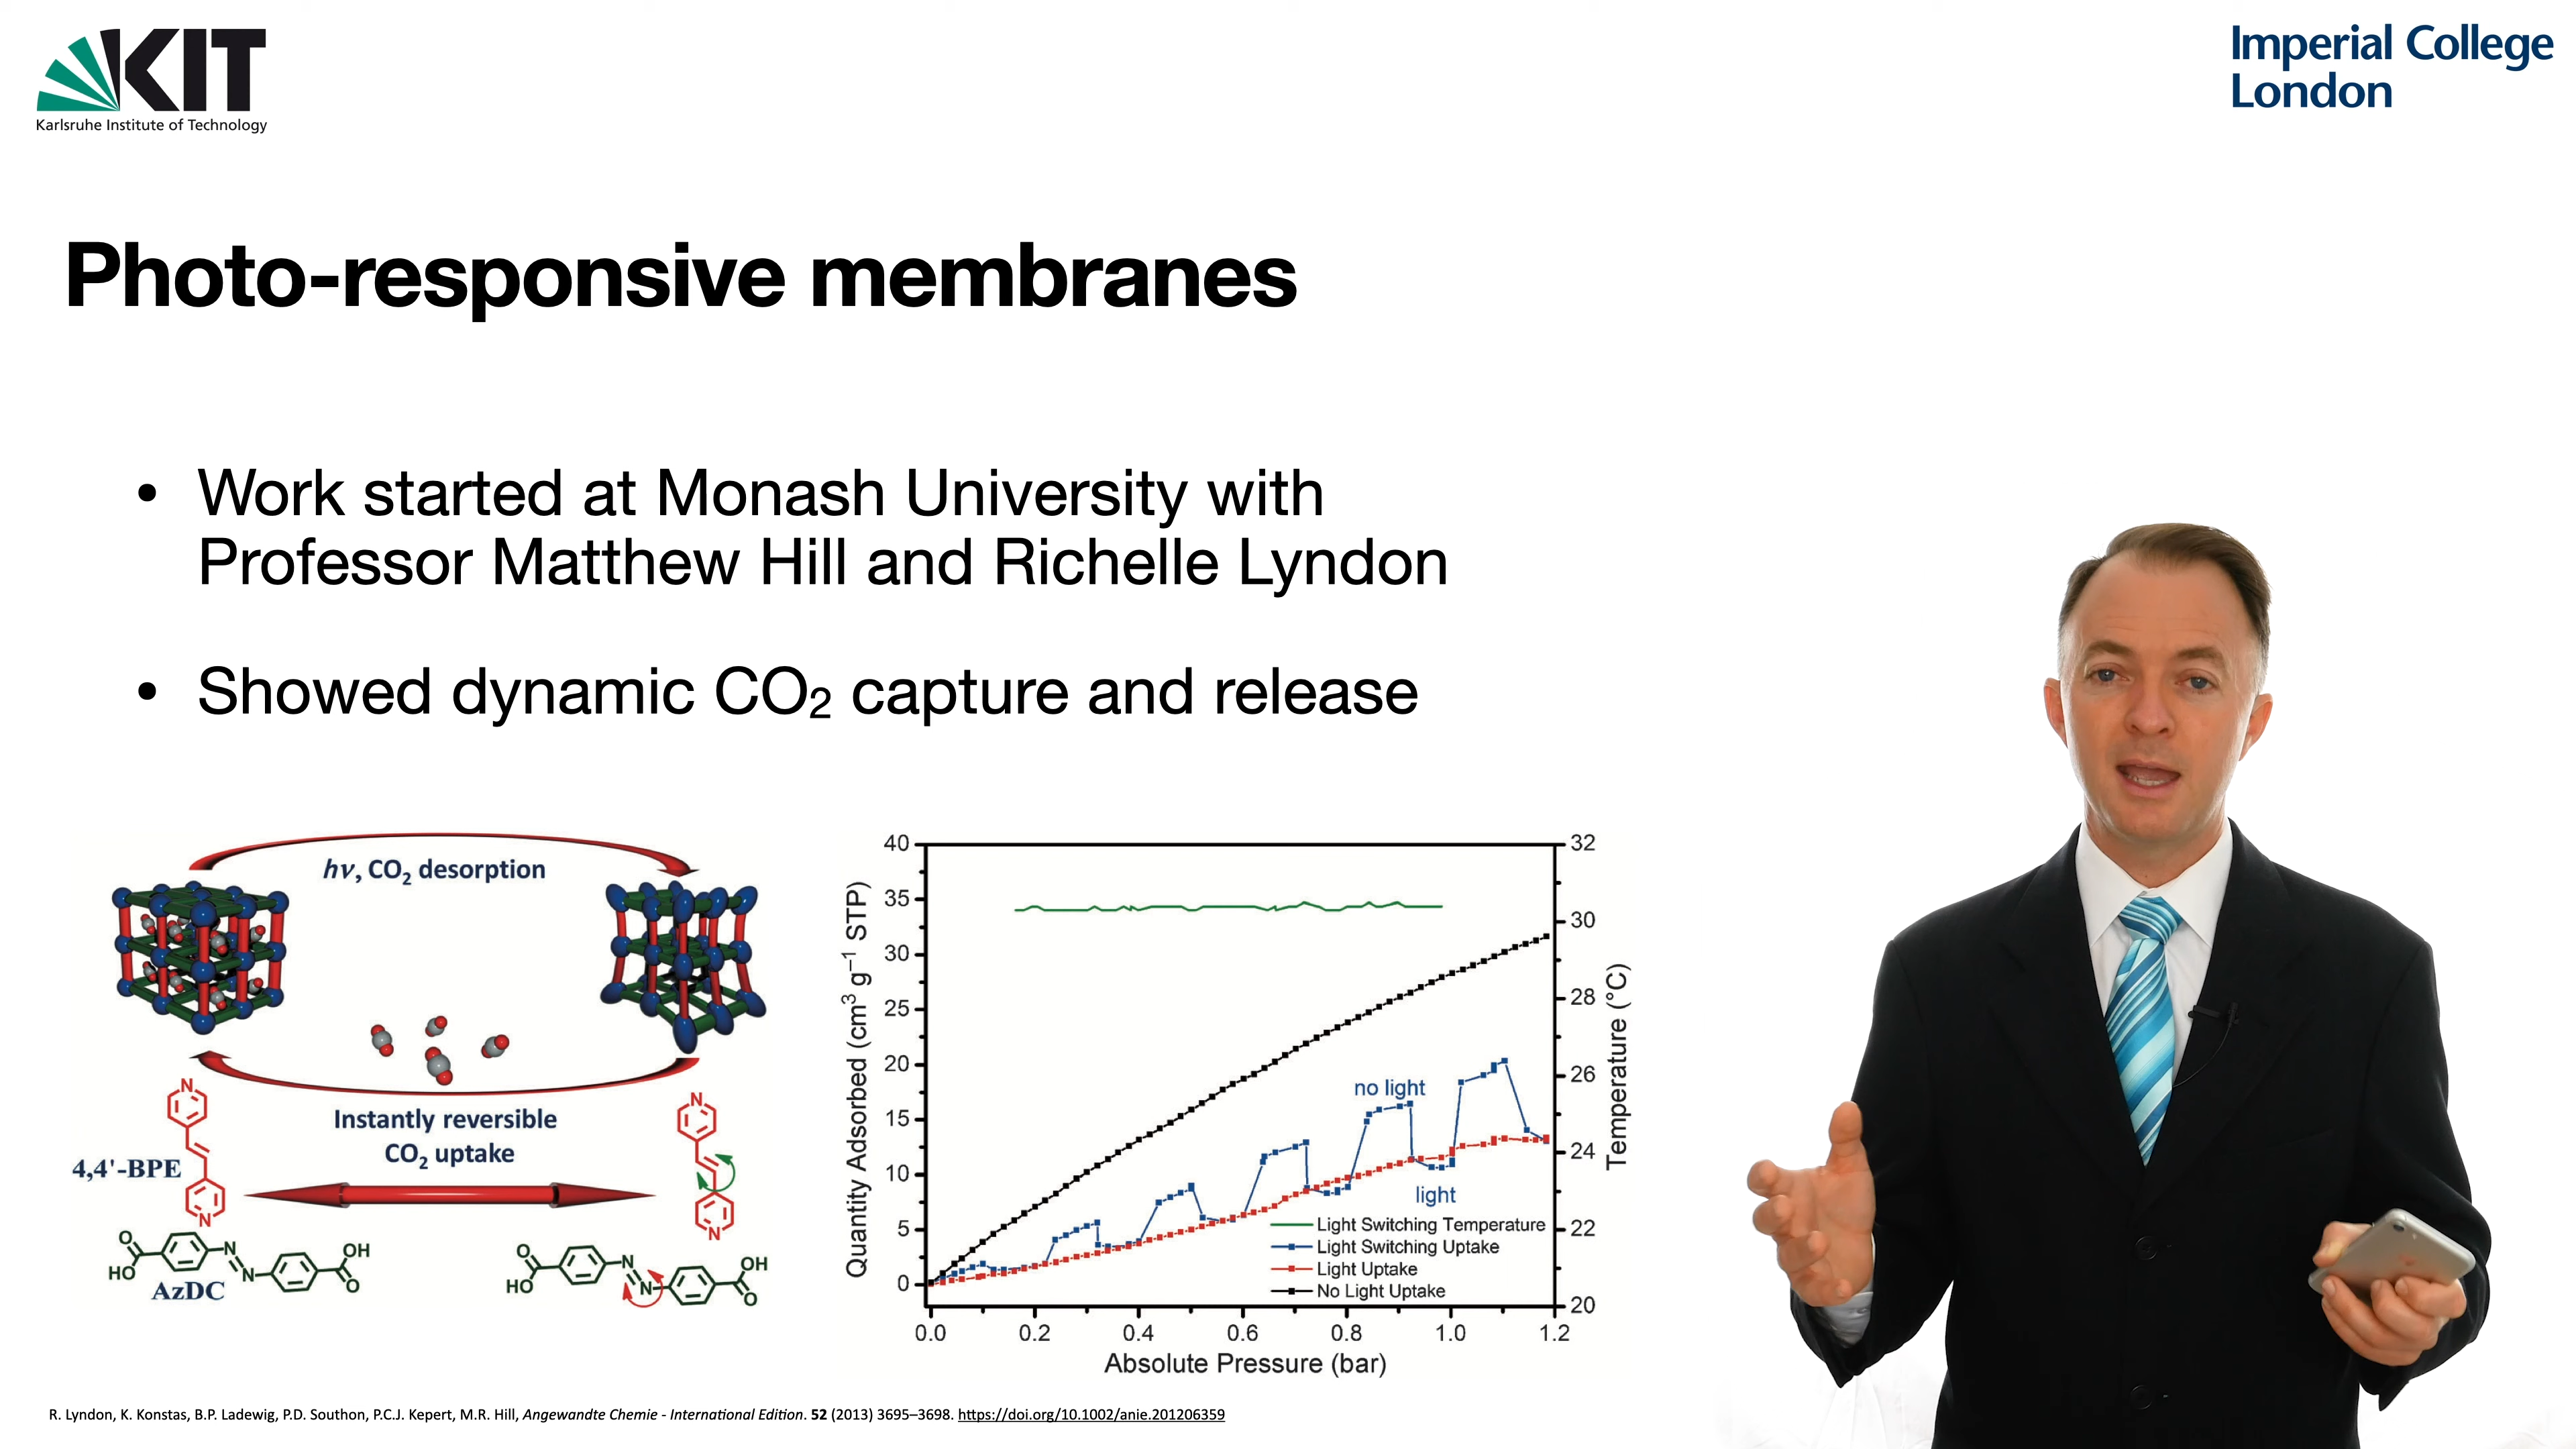 KIT
Karlsruhe Institute of Technology
Imperial College
London
Photo-responsive membranes
• Work started at Monash University with
Professor Matthew Hill and Richelle Lyndon
• Showed dynamic CO₂ capture and release
hν, CO₂ desorption
Instantly reversible
CO₂ uptake
N
4,4'-BPE
N
N
N
O
HO
N
N
OH
O
AzDC
O
HO
N
N
OH
O
40
35
30
25
20
15
10
5
0
Quantity Adsorbed (cm³ g⁻¹ STP)
32
30
28
26
24
22
20
Temperature (°C)
no light
light
Light Switching Temperature
Light Switching Uptake
Light Uptake
No Light Uptake
0.0 0.2 0.4 0.6 0.8 1.0 1.2
Absolute Pressure (bar)
R. Lyndon, K. Konstas, B.P. Ladewig, P.D. Southon, P.C.J. Kepert, M.R. Hill, Angewandte Chemie - International Edition. 52 (2013) 3695–3698. https://doi.org/10.1002/anie.201206359